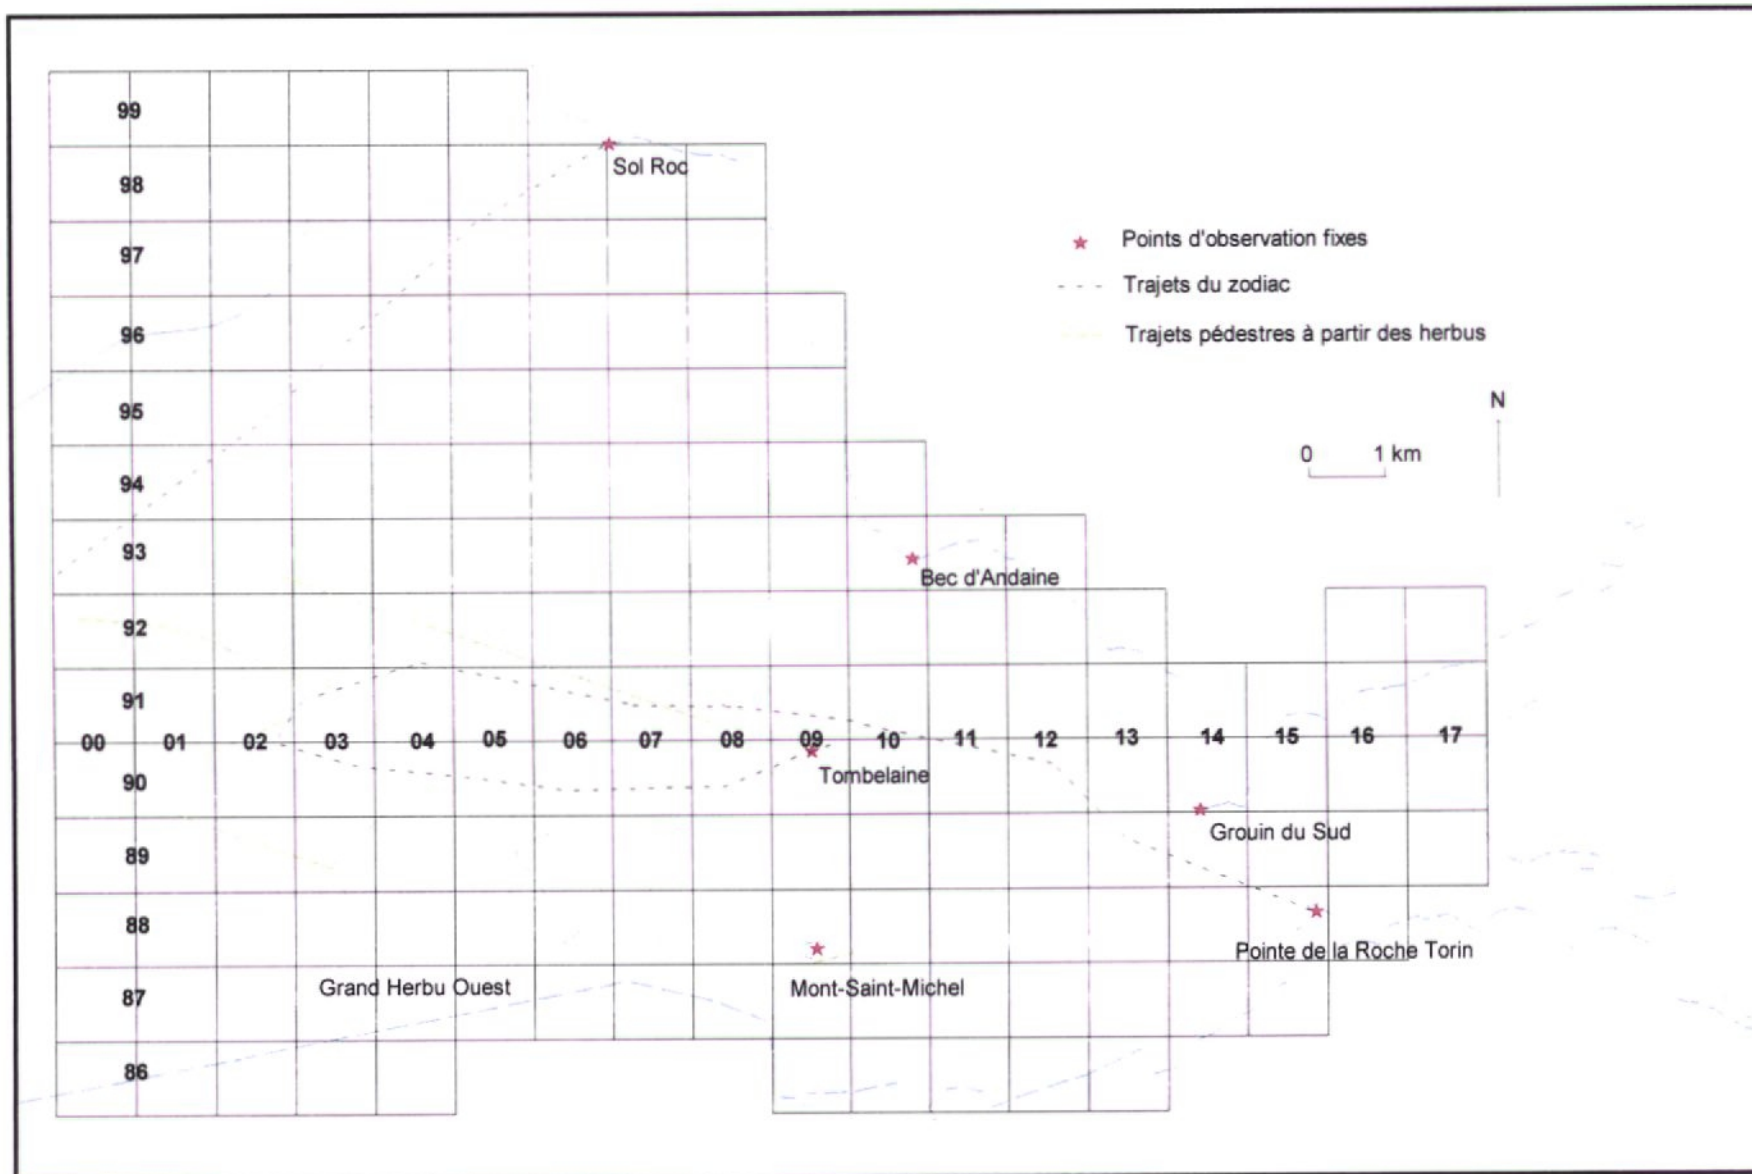 99
Sol Roc
98
Points d'observation fixes
97
Trajets du zodiac
96
Trajets pédestres à partir des herbus
95
N
0 1 km
94
93
Bec d'Andaine
92
91
00 01 02 03 04 05 06 07 08 09 10 11 12 13 14 15 16 17
90
Tombelaine
Grouin du Sud
89
88
Pointe de la Roche Torin
87
Grand Herbu Ouest
Mont-Saint-Michel
86